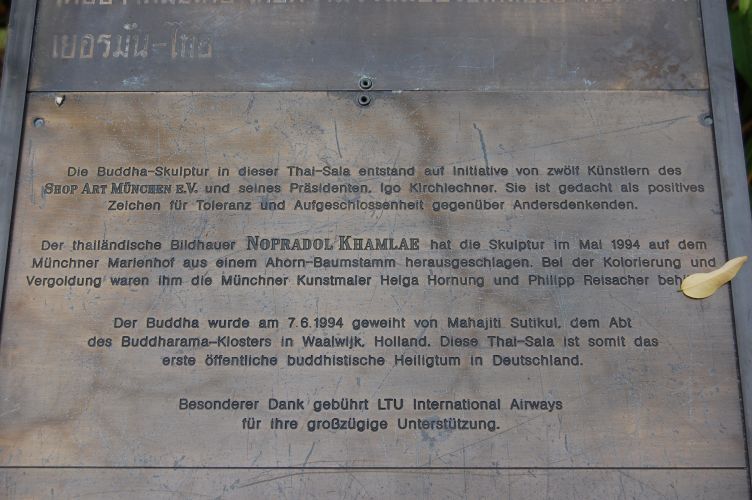 เยอรมัน-ไทย
Die Buddha-Skulptur in dieser Thai-Sala entstand auf Initiative von zwölf Künstlern des
SHOP ART MÜNCHEN E.V. und seines Präsidenten, Igo Kirchlechner. Sie ist gedacht als positives
Zeichen für Toleranz und Aufgeschlossenheit gegenüber Andersdenkenden.
Der thailändische Bildhauer NOPRADOL KHAMLAE hat die Skulptur im Mai 1994 auf dem
Münchner Marienhof aus einem Ahorn-Baumstamm herausgeschlagen. Bei der Kolorierung und
Vergoldung waren ihm die Münchner Kunstmaler Helga Hornung und Philipp Reisacher
Der Buddha wurde am 7.6.1994 geweiht von Mahajiti Sutikul, dem Abt
des Buddharama-Klosters in Waalwijk, Holland. Diese Thai-Sala ist somit das
erste öffentliche buddhistische Heiligtum in Deutschland.
Besonderer Dank gebührt LTU International Airways
für ihre großzügige Unterstützung.